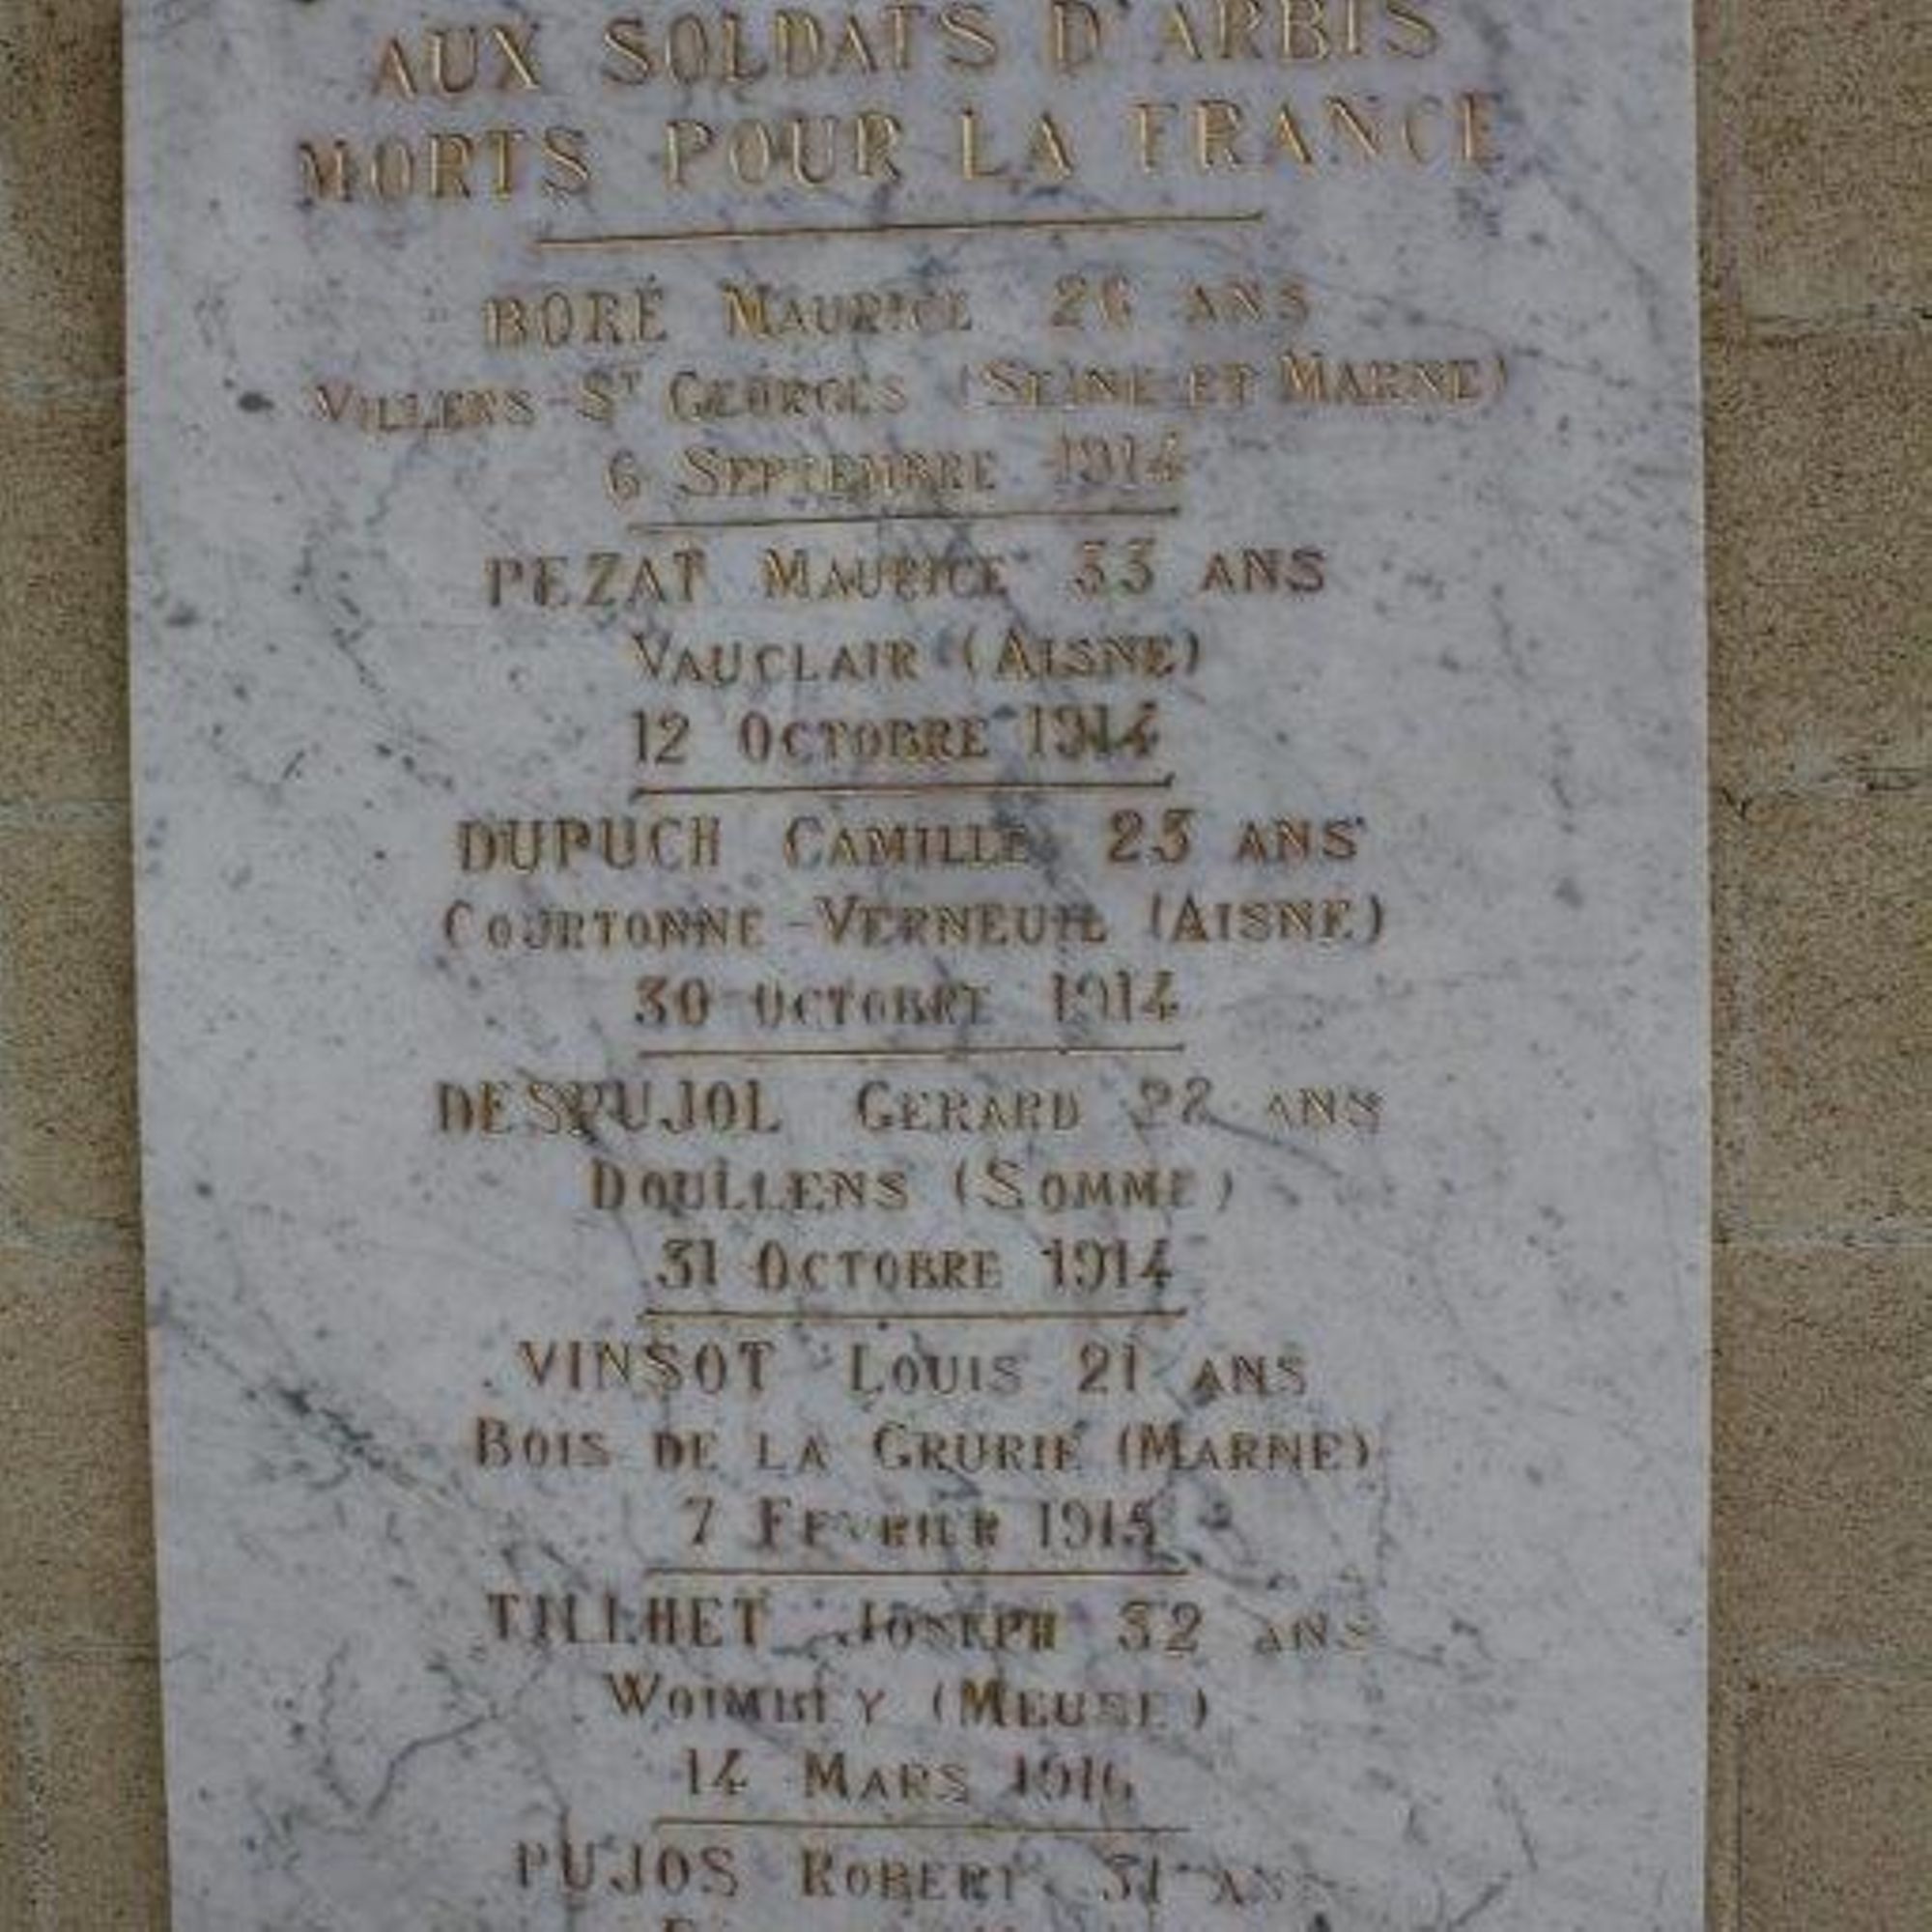 AUX SOLDATS D'ARBIS
MORTS POUR LA FRANCE
BORÉ MAURICE 26 ANS
VILLERS-ST GEORGES (SEINE ET MARNE)
6 SEPTEMBRE 1914
PEZAT MAURICE 33 ANS
VAUCLAIR (AISNE)
12 OCTOBRE 1914
DUPUCH CAMILLE 23 ANS
COURTONNE-VERNEUIL (AISNE)
30 OCTOBRE 1914
DESPUJOL GERARD 22 ANS
DOULLENS (SOMME)
31 OCTOBRE 1914
VINSOT LOUIS 21 ANS
BOIS DE LA GRURIE (MARNE)
7 FEVRIER 1915
TILLHET JOSEPH 32 ANS
WOIMBEY (MEUSE)
14 MARS 1916
PUJOS ROBERT 31 ANS